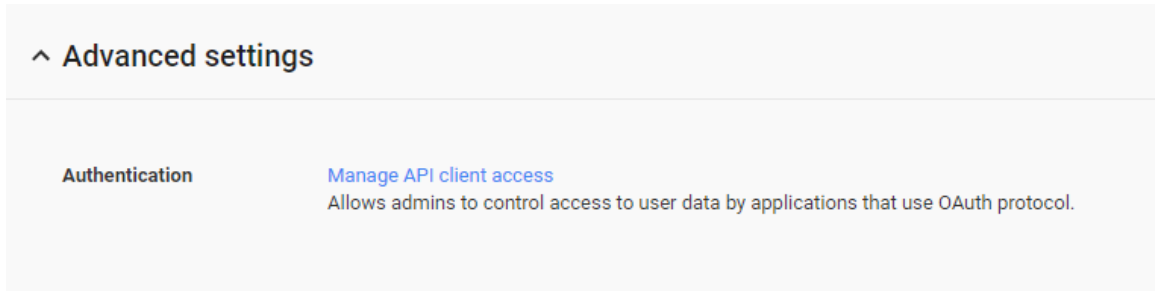 Advanced settings
Authentication
Manage API client access
Allows admins to control access to user data by applications that use OAuth protocol.